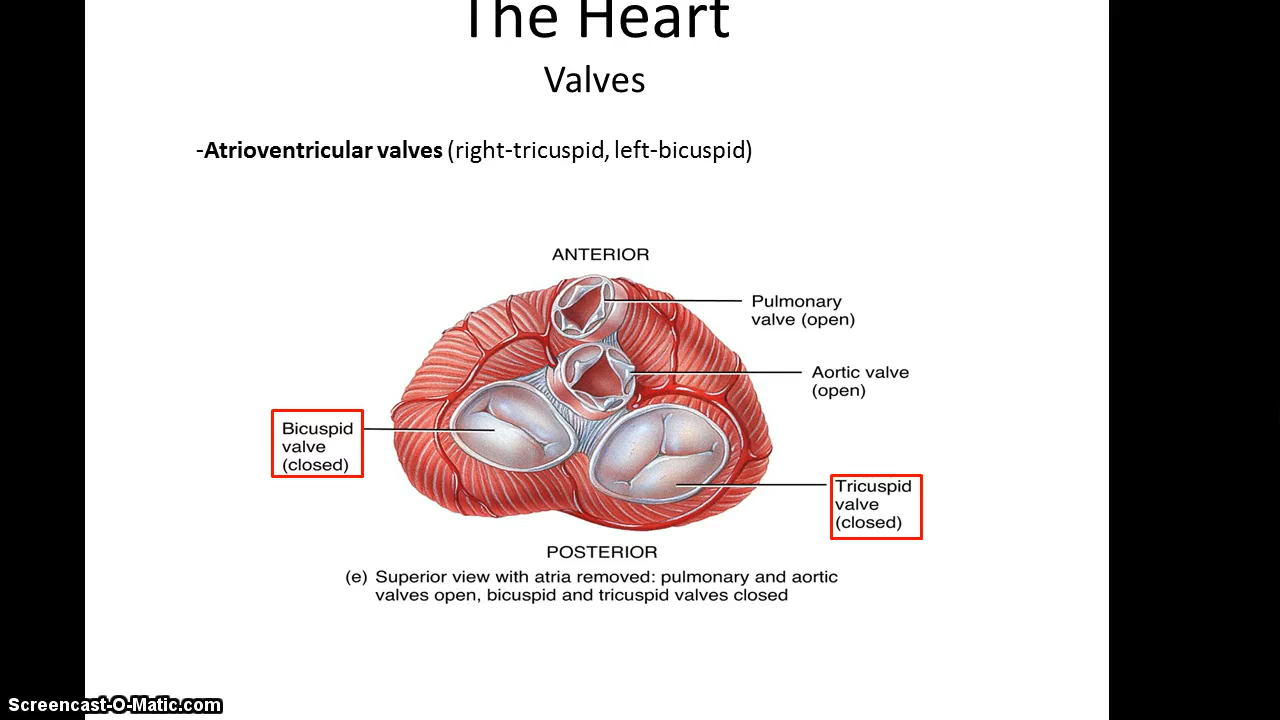 The Heart
Valves
-Atrioventricular valves (right-tricuspid, left-bicuspid)
ANTERIOR
Pulmonary
valve (open)
Aortic valve
(open)
Bicuspid
valve
(closed)
Tricuspid
valve
(closed)
POSTERIOR
(e) Superior view with atria removed: pulmonary and aortic
valves open, bicuspid and tricuspid valves closed
Screencast-O-Matic.com